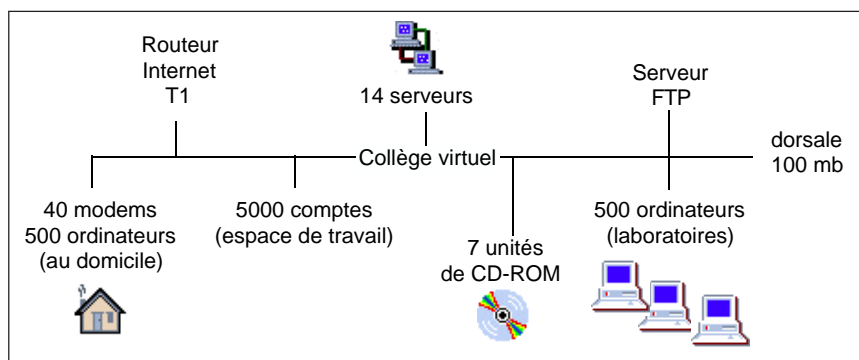 Routeur
Internet
T1
14 serveurs
Serveur
FTP
Collège virtuel
dorsale
100 mb
40 modems
500 ordinateurs
(au domicile)
5000 comptes
(espace de travail)
7 unités
de CD-ROM
500 ordinateurs
(laboratoires)